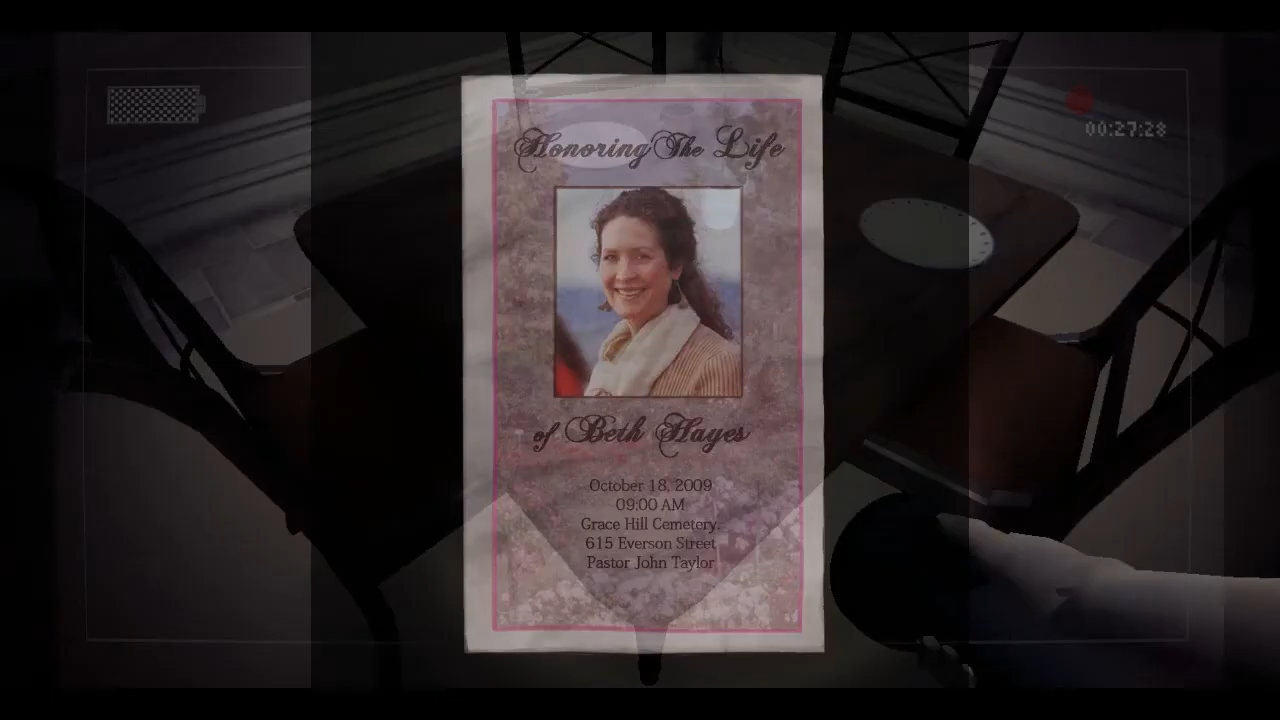 00:27:28
Honoring The Life
of Beth Hayes
October 18, 2009
09:00 AM
Grace Hill Cemetery.
615 Everson Street
Pastor John Taylor